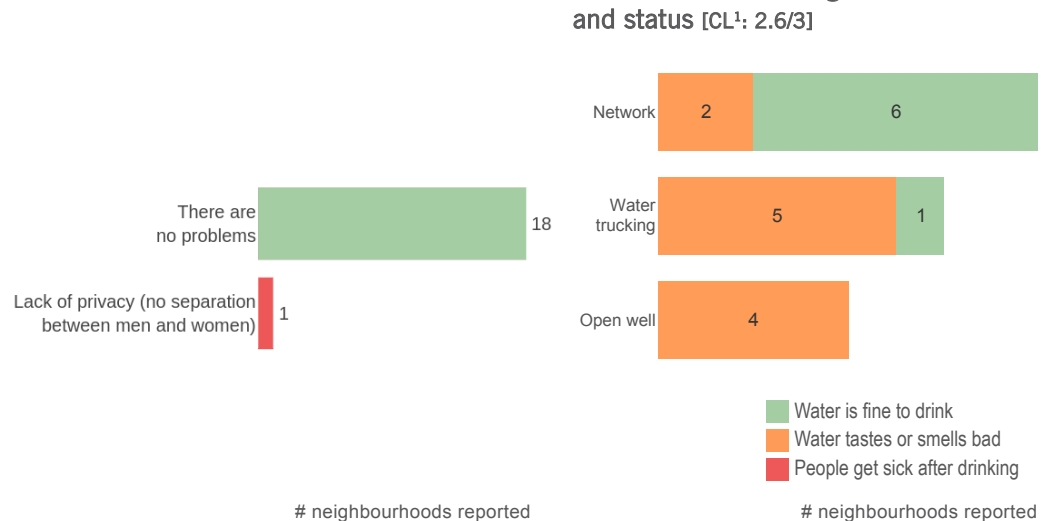 and status [CL¹: 2.6/3]
There are
no problems
18
Lack of privacy (no separation
between men and women)
1
# neighbourhoods reported
Network
2
6
Water
trucking
5
1
Open well
4
Water is fine to drink
Water tastes or smells bad
People get sick after drinking
# neighbourhoods reported